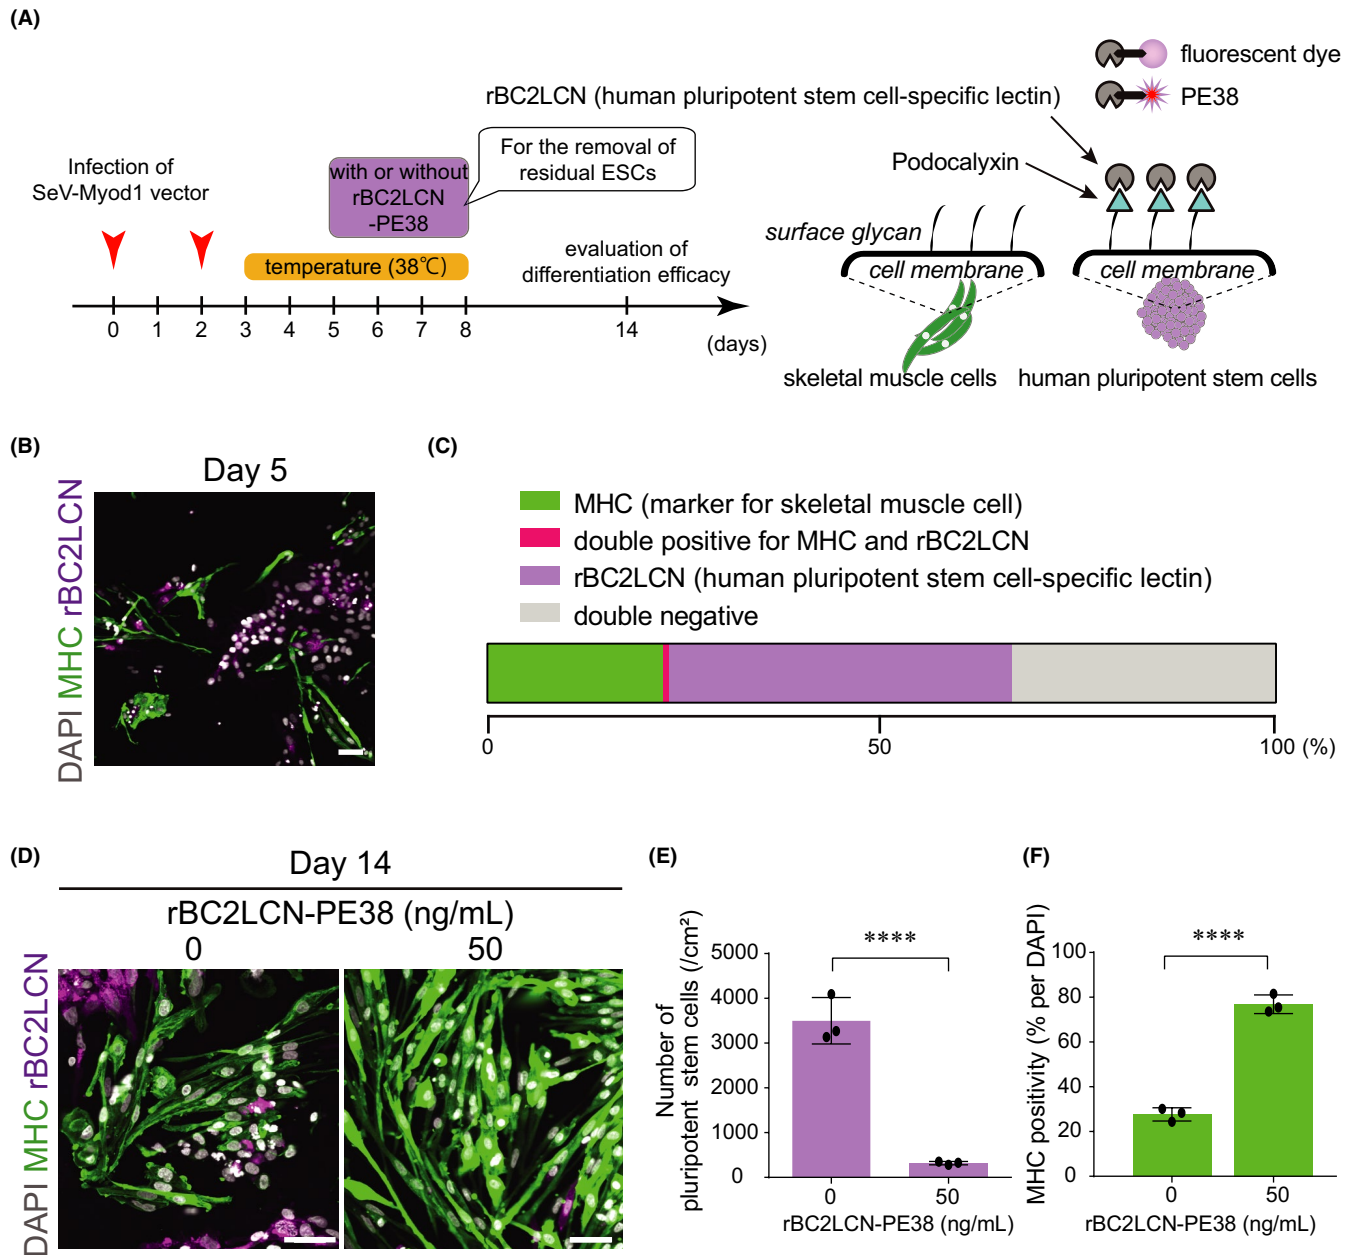 (A)
fluorescent dye
PE38
rBC2LCN (human pluripotent stem cell-specific lectin)
Infection of
SeV-Myod1 vector
with or without
rBC2LCN
-PE38
For the removal of
residual ESCs
Podocalyxin
surface glycan
temperature (38℃)
evaluation of
differentiation efficacy
cell membrane
cell membrane
0 1 2 3 4 5 6 7 8 14
(days)
skeletal muscle cells
human pluripotent stem cells
(B)
Day 5
DAPI MHC rBC2LCN
(C)
MHC (marker for skeletal muscle cell)
double positive for MHC and rBC2LCN
rBC2LCN (human pluripotent stem cell-specific lectin)
double negative
0 50 100 (%)
(D)
Day 14
rBC2LCN-PE38 (ng/mL)
0 50
DAPI MHC rBC2LCN
(E)
Number of
pluripotent stem cells (/cm²)
5000
4000
3000
2000
1000
0
****
0 50
rBC2LCN-PE38 (ng/mL)
(F)
MHC positivity (% per DAPI)
100
80
60
40
20
0
****
0 50
rBC2LCN-PE38 (ng/mL)